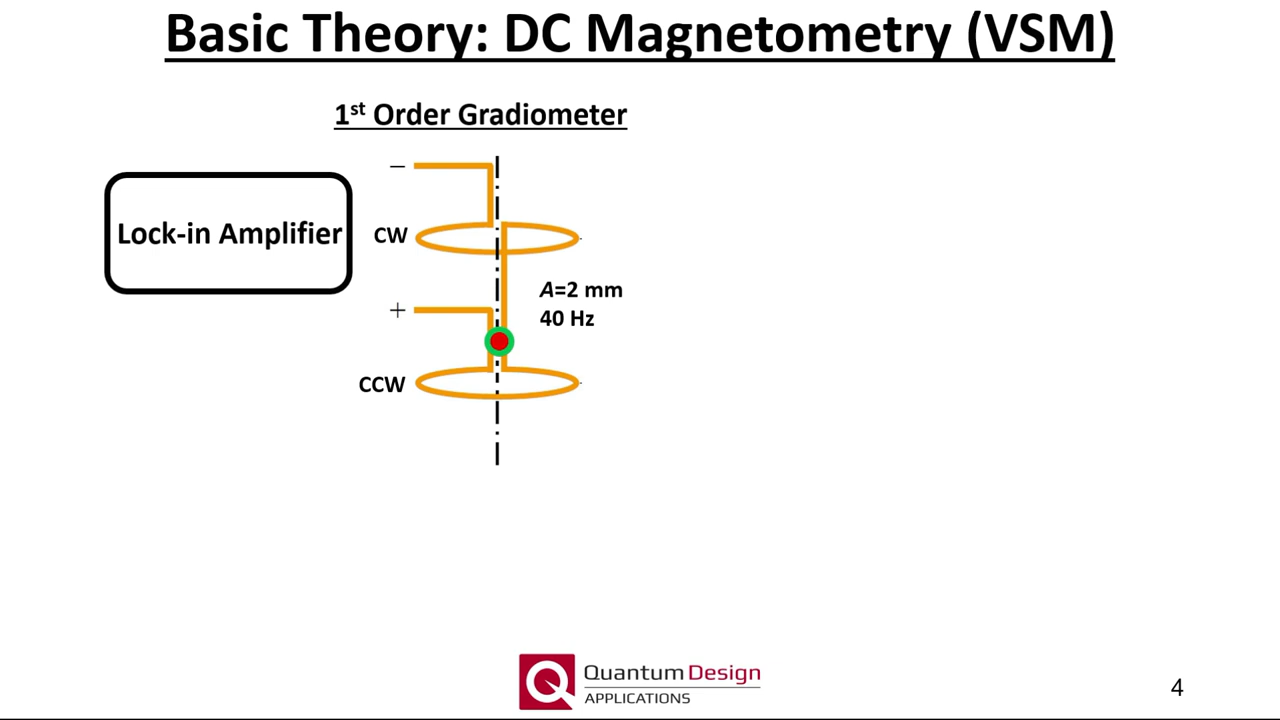 Basic Theory: DC Magnetometry (VSM)
1st Order Gradiometer
−
Lock-in Amplifier
CW
A=2 mm
40 Hz
+
CCW
Quantum Design
APPLICATIONS
4